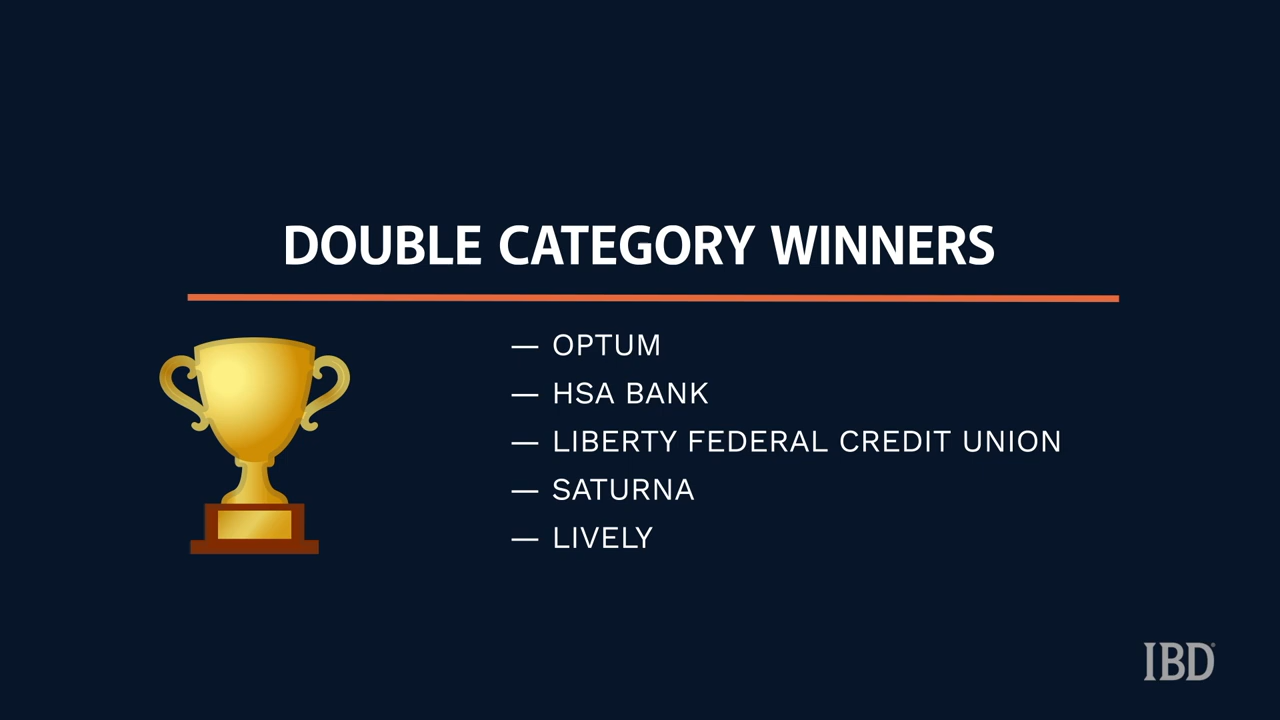 DOUBLE CATEGORY WINNERS
— OPTUM
— HSA BANK
— LIBERTY FEDERAL CREDIT UNION
— SATURNA
— LIVELY
IBD